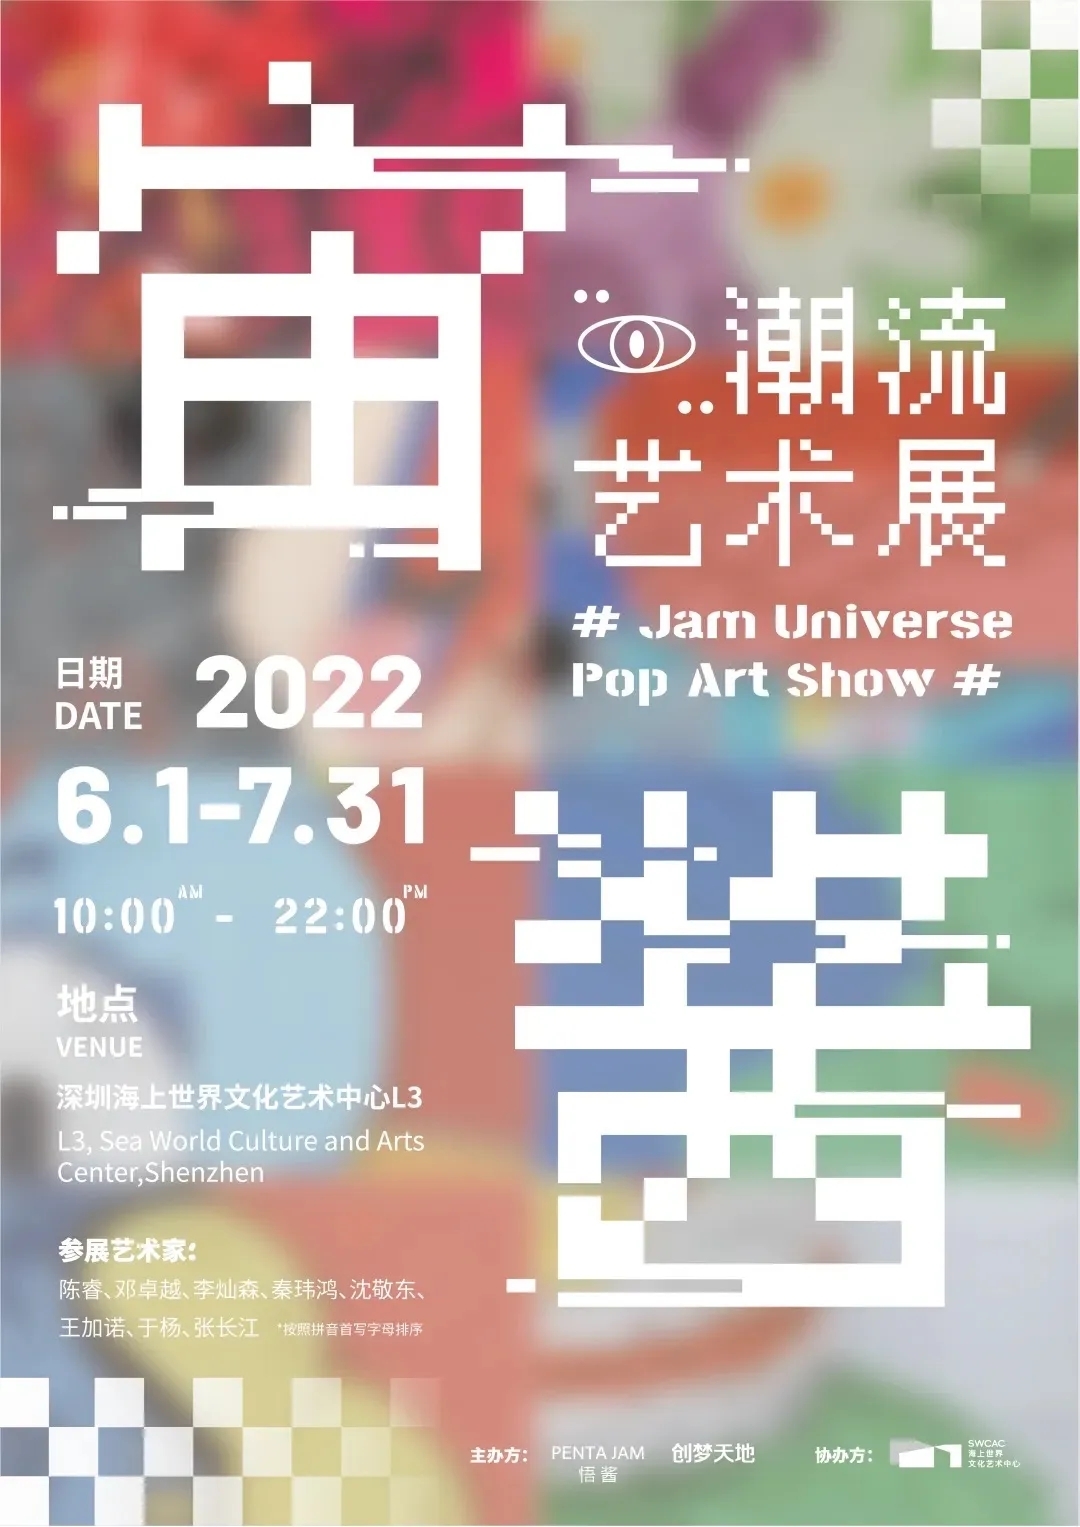 宙
潮流
艺术展
# Jam Universe
Pop Art Show #
日期
DATE
2022
6.1-7.31
10:00AM - 22:00PM
酱
地点
VENUE
深圳海上世界文化艺术中心L3
L3, Sea World Culture and Arts
Center,Shenzhen
参展艺术家:
陈睿、邓卓越、李灿森、秦玮鸿、沈敬东、
王加诺、于杨、张长江 *按照拼音首写字母排序
主办方: PENTA JAM 悟酱 创梦天地
协办方: SWCAC
海上世界
文化艺术中心